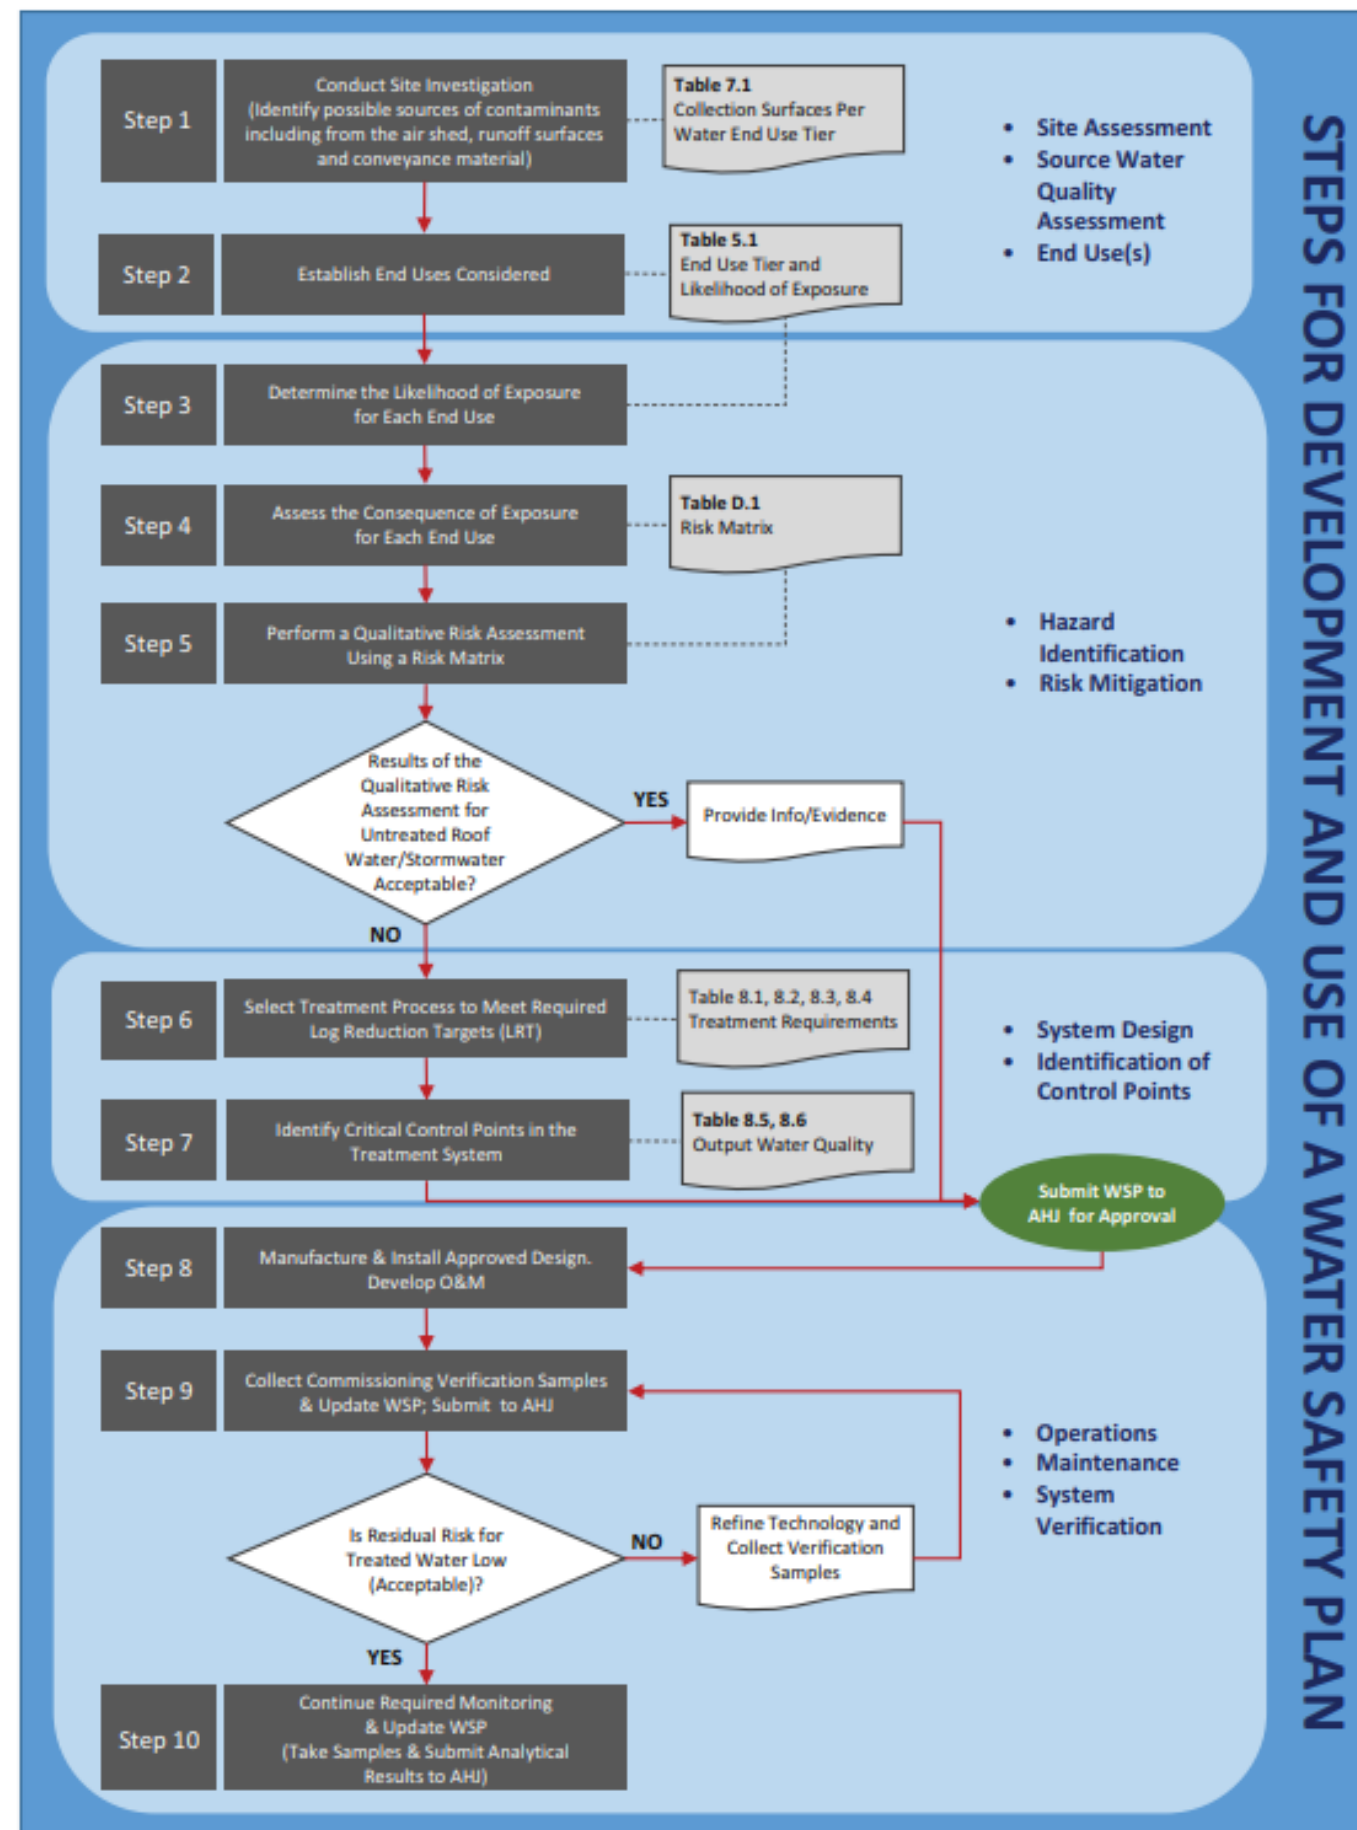 Step 1
Conduct Site Investigation
(Identify possible sources of contaminants
including from the air shed, runoff surfaces
and conveyance material)
Table 7.1
Collection Surfaces Per
Water End Use Tier
• Site Assessment
• Source Water
Quality
Assessment
• End Use(s)
Step 2
Establish End Uses Considered
Table 5.1
End Use Tier and
Likelihood of Exposure
Step 3
Determine the Likelihood of Exposure
for Each End Use
Step 4
Assess the Consequence of Exposure
for Each End Use
Table D.1
Risk Matrix
Step 5
Perform a Qualitative Risk Assessment
Using a Risk Matrix
• Hazard
Identification
• Risk Mitigation
Results of the
Qualitative Risk
Assessment for
Untreated Roof
Water/Stormwater
Acceptable?
YES
Provide Info/Evidence
NO
Step 6
Select Treatment Process to Meet Required
Log Reduction Targets (LRT)
Table 8.1, 8.2, 8.3, 8.4
Treatment Requirements
• System Design
• Identification of
Control Points
Step 7
Identify Critical Control Points in the
Treatment System
Table 8.5, 8.6
Output Water Quality
Submit WSP to
AHJ for Approval
Step 8
Manufacture & Install Approved Design.
Develop O&M
Step 9
Collect Commissioning Verification Samples
& Update WSP; Submit to AHJ
• Operations
• Maintenance
• System
Verification
Is Residual Risk for
Treated Water Low
(Acceptable)?
NO
Refine Technology and
Collect Verification
Samples
YES
Step 10
Continue Required Monitoring
& Update WSP
(Take Samples & Submit Analytical
Results to AHJ)
STEPS FOR DEVELOPMENT AND USE OF A WATER SAFETY PLAN